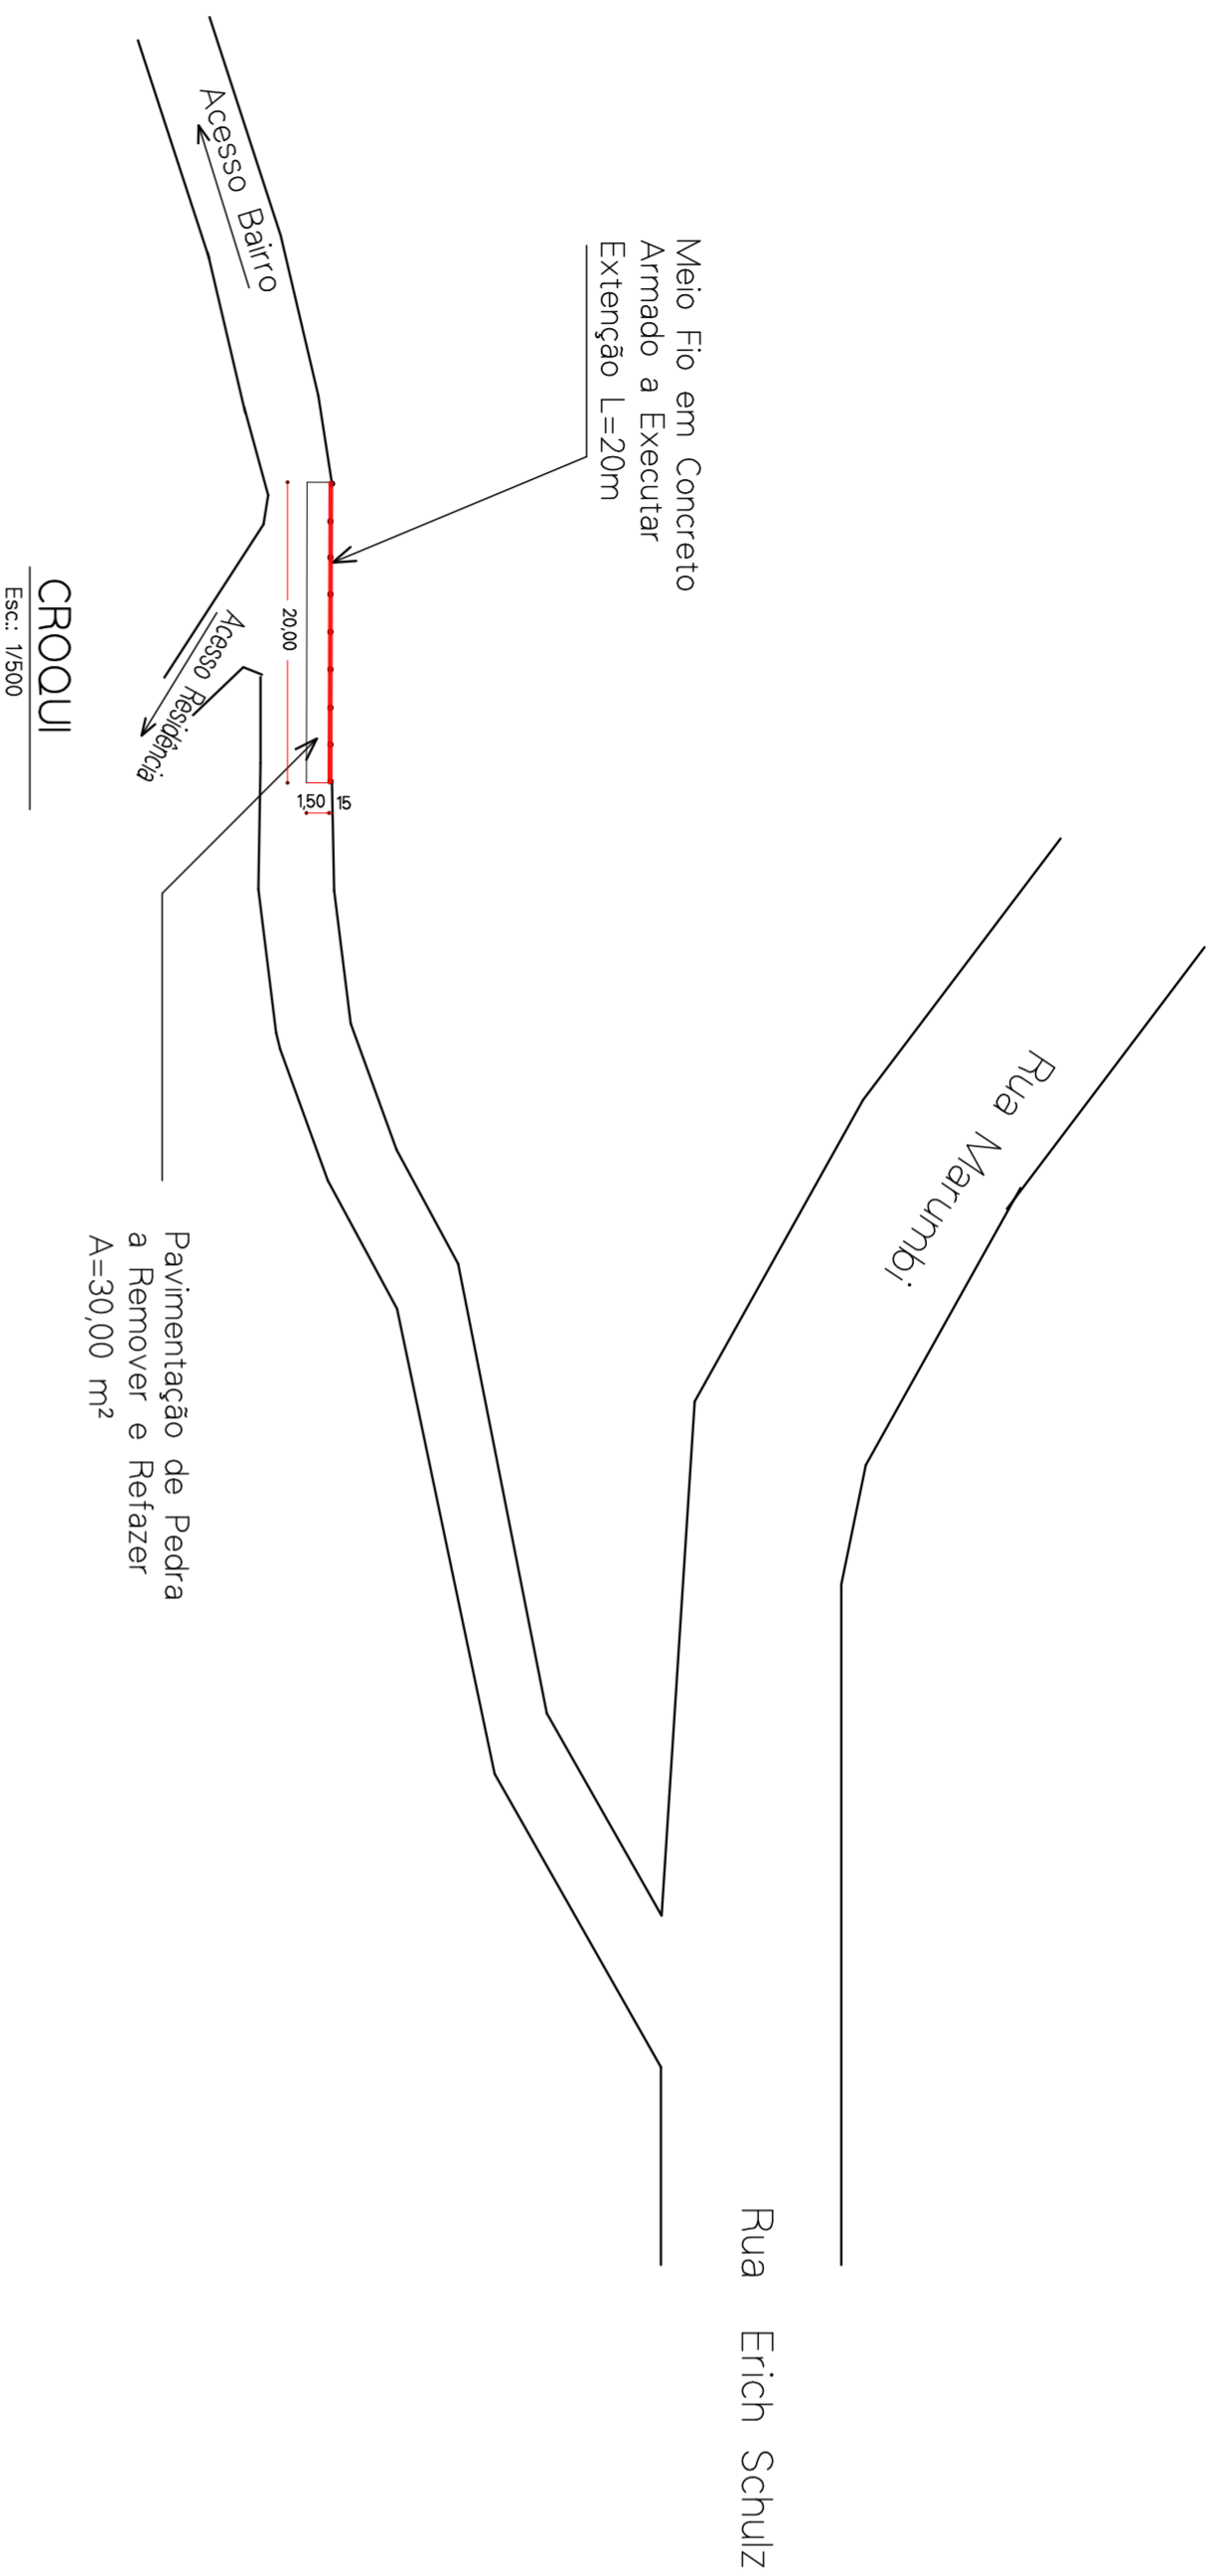 Meio Fio em Concreto
Armado a Executar
Extenção L=20m
Acesso Bairro
20,00
1,50
15
Acesso Residência
Rua Marumbi
Rua Erich Schulz
Pavimentação de Pedra
a Remover e Refazer
A=30,00 m²
CROQUI
Esc.: 1/500